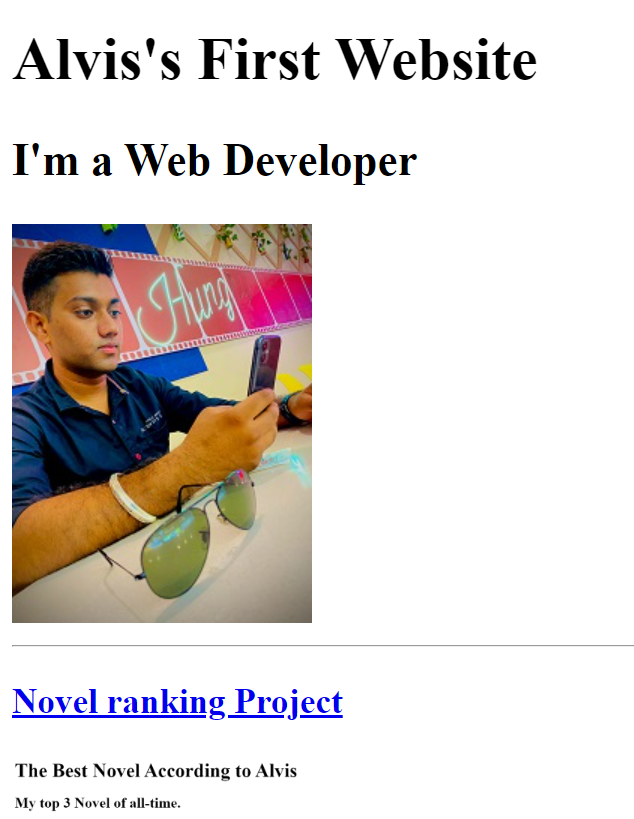 Alvis's First Website
I'm a Web Developer
Hung
Novel ranking Project
The Best Novel According to Alvis
My top 3 Novel of all-time.